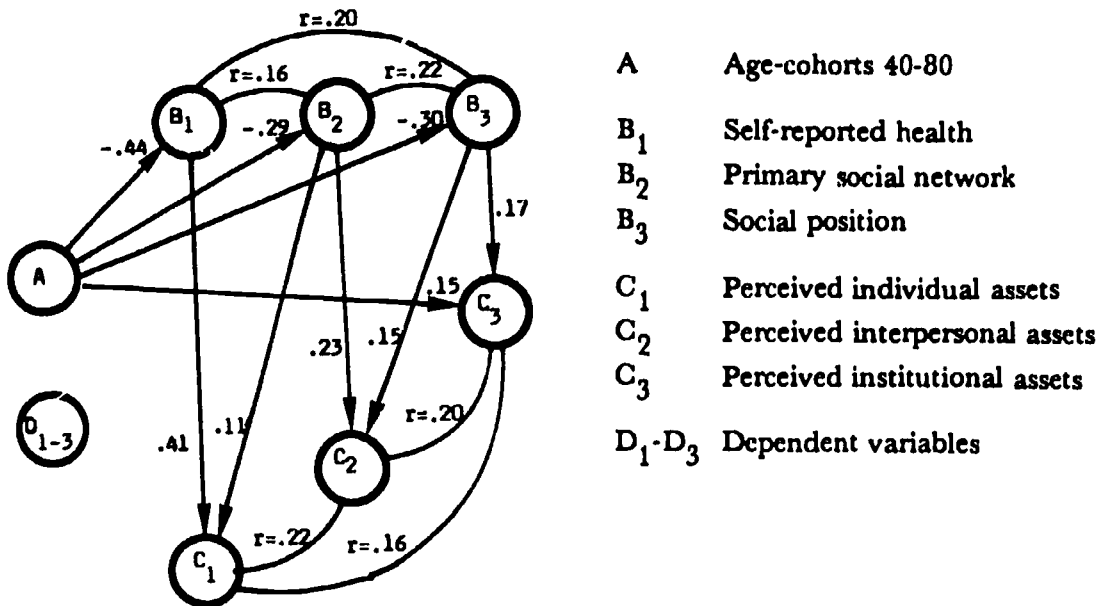 r=.20
r=.16
r=.22
B1
B2
B3
-.44
-.29
-.30
.17
A
.15
C3
.23
.15
D1-3
r=.20
.41
.11
C2
r=.22
r=.16
C1
A Age-cohorts 40-80
B1 Self-reported health
B2 Primary social network
B3 Social position
C1 Perceived individual assets
C2 Perceived interpersonal assets
C3 Perceived institutional assets
D1-D3 Dependent variables